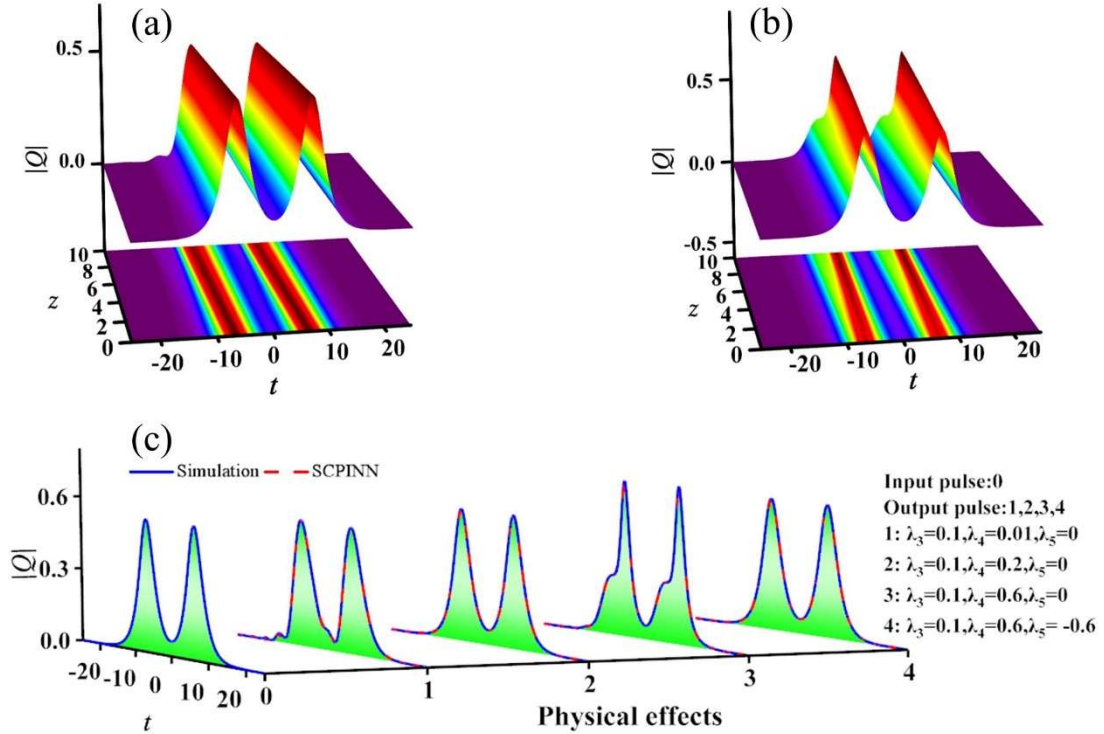 (a)
0.5
0.0
|Q|
10
8
6
4
2
0
z
-20
-10
0
10
20
t
(b)
0.5
0.0
-0.5
|Q|
10
8
6
4
2
0
z
-20
-10
0
10
20
t
(c)
Simulation SCPINN
0.6
0.3
0.0
|Q|
-20
-10
0
10
20
t
0
1
2
3
4
Physical effects
Input pulse:0
Output pulse:1,2,3,4
1: λ₃=0.1,λ₄=0.01,λ₅=0
2: λ₃=0.1,λ₄=0.2,λ₅=0
3: λ₃=0.1,λ₄=0.6,λ₅=0
4: λ₃=0.1,λ₄=0.6,λ₅= -0.6